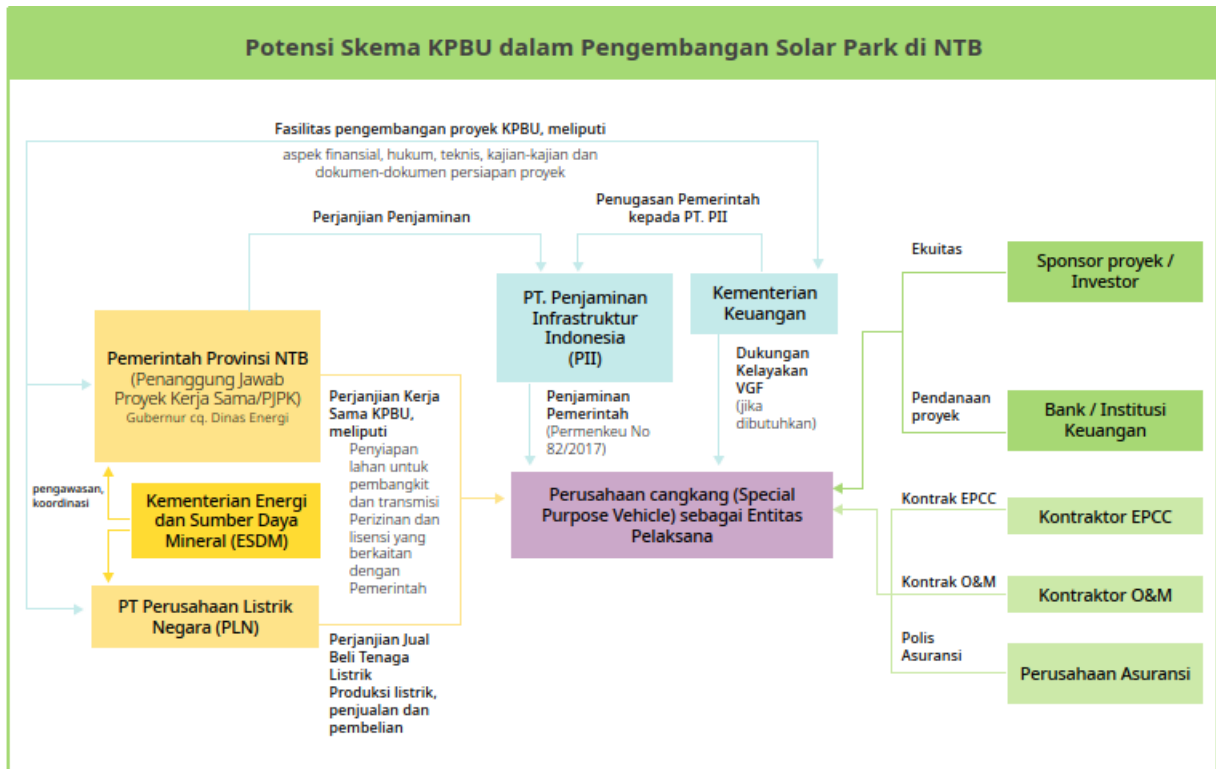 Potensi Skema KPBU dalam Pengembangan Solar Park di NTB
Fasilitas pengembangan proyek KPBU, meliputi
aspek finansial, hukum, teknis, kajian-kajian dan
dokumen-dokumen persiapan proyek
Perjanjian Penjaminan
Penugasan Pemerintah
kepada PT. PII
PT. Penjaminan
Infrastruktur
Indonesia
(PII)
Kementerian
Keuangan
Ekuitas
Sponsor proyek /
Investor
Pemerintah Provinsi NTB
(Penanggung Jawab
Proyek Kerja Sama/PJPK)
Gubernur cq. Dinas Energi
Perjanjian Kerja
Sama KPBU,
meliputi
Penyiapan
lahan untuk
pembangkit
dan transmisi
Perizinan dan
lisensi yang
berkaitan
dengan
Pemerintah
Penjaminan
Pemerintah
(Permenkeu No
82/2017)
Dukungan
Kelayakan
VGF
(jika
dibutuhkan)
Pendanaan
proyek
Bank / Institusi
Keuangan
pengawasan,
koordinasi
Kementerian Energi
dan Sumber Daya
Mineral (ESDM)
Perusahaan cangkang (Special
Purpose Vehicle) sebagai Entitas
Pelaksana
Kontrak EPCC
Kontraktor EPCC
PT Perusahaan Listrik
Negara (PLN)
Kontrak O&M
Kontraktor O&M
Perjanjian Jual
Beli Tenaga
Listrik
Produksi listrik,
penjualan dan
pembelian
Polis
Asuransi
Perusahaan Asuransi